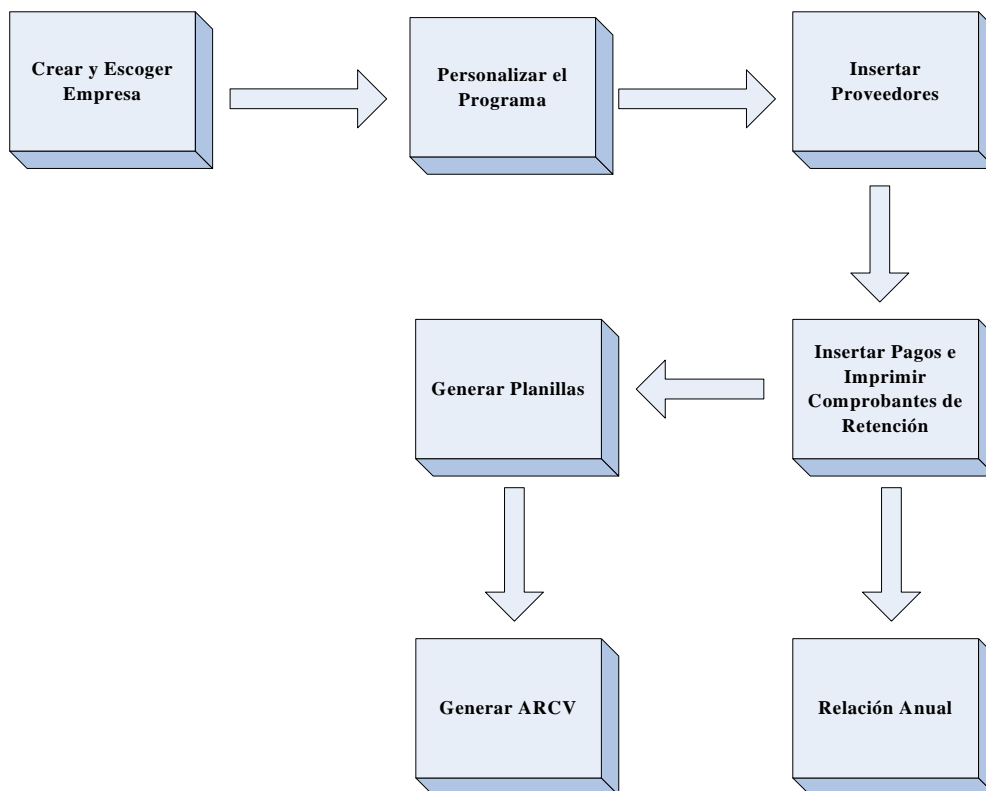 Crear y Escoger
Empresa
Personalizar el
Programa
Insertar
Proveedores
Insertar Pagos e
Imprimir
Comprobantes de
Retención
Generar Planillas
Generar ARCV
Relación Anual